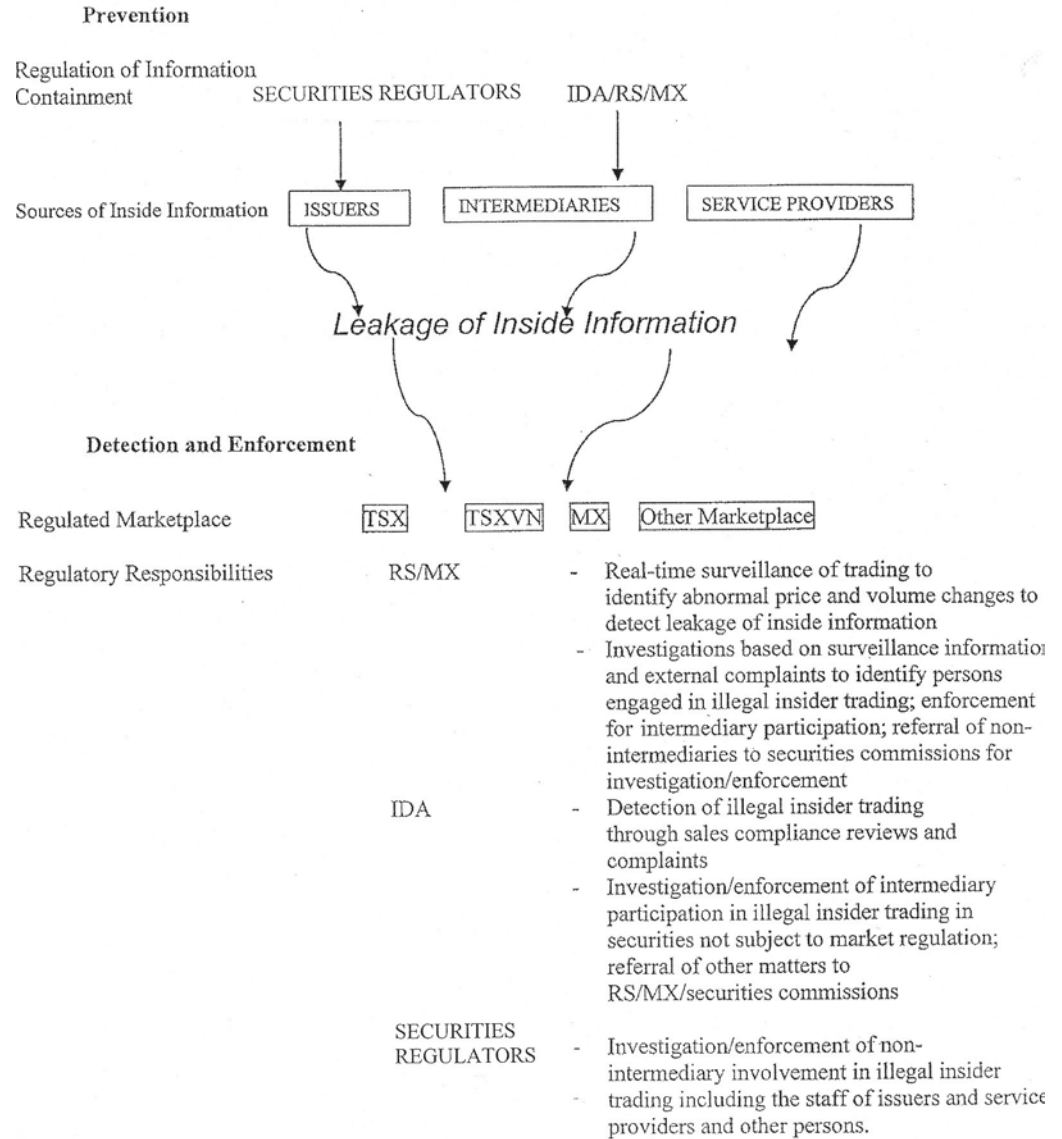 Prevention
Regulation of Information
Containment
SECURITIES REGULATORS IDA/RS/MX
Sources of Inside Information ISSUERS INTERMEDIARIES SERVICE PROVIDERS
Leakage of Inside Information
Detection and Enforcement
Regulated Marketplace TSX TSXVN MX Other Marketplace
Regulatory Responsibilities RS/MX - Real-time surveillance of trading to
identify abnormal price and volume changes to
detect leakage of inside information
- Investigations based on surveillance information
and external complaints to identify persons
engaged in illegal insider trading; enforcement
for intermediary participation; referral of non-
intermediaries to securities commissions for
investigation/enforcement
IDA - Detection of illegal insider trading
through sales compliance reviews and
complaints
- Investigation/enforcement of intermediary
participation in illegal insider trading in
securities not subject to market regulation;
referral of other matters to
RS/MX/securities commissions
SECURITIES
REGULATORS - Investigation/enforcement of non-
intermediary involvement in illegal insider
- trading including the staff of issuers and service
providers and other persons.